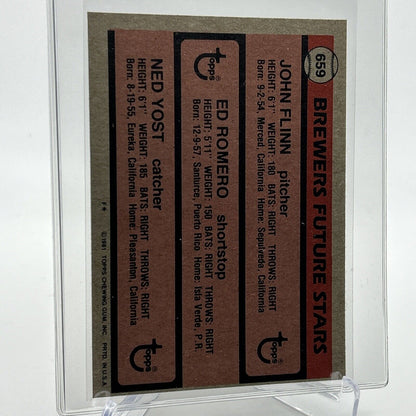 659
BREWERS FUTURE STARS
JOHN FLINN pitcher
HEIGHT: 6'1" WEIGHT: 180 BATS: RIGHT THROWS: RIGHT
Born: 9-2-54, Merced, California Home: Sepulveda, California
Topps
ED ROMERO shortstop
HEIGHT: 5'11" WEIGHT: 150 BATS: RIGHT THROWS: RIGHT
Born: 12-9-57, Santurce, Puerto Rico Home: Isla Verde, P.R.
Topps
NED YOST catcher
HEIGHT: 6'1" WEIGHT: 185 BATS: RIGHT THROWS: RIGHT
Born: 8-19-55, Eureka, California Home: Pleasanton, California
Topps
F* © 1981 TOPPS CHEWING GUM, INC. PRTD. IN U.S.A.